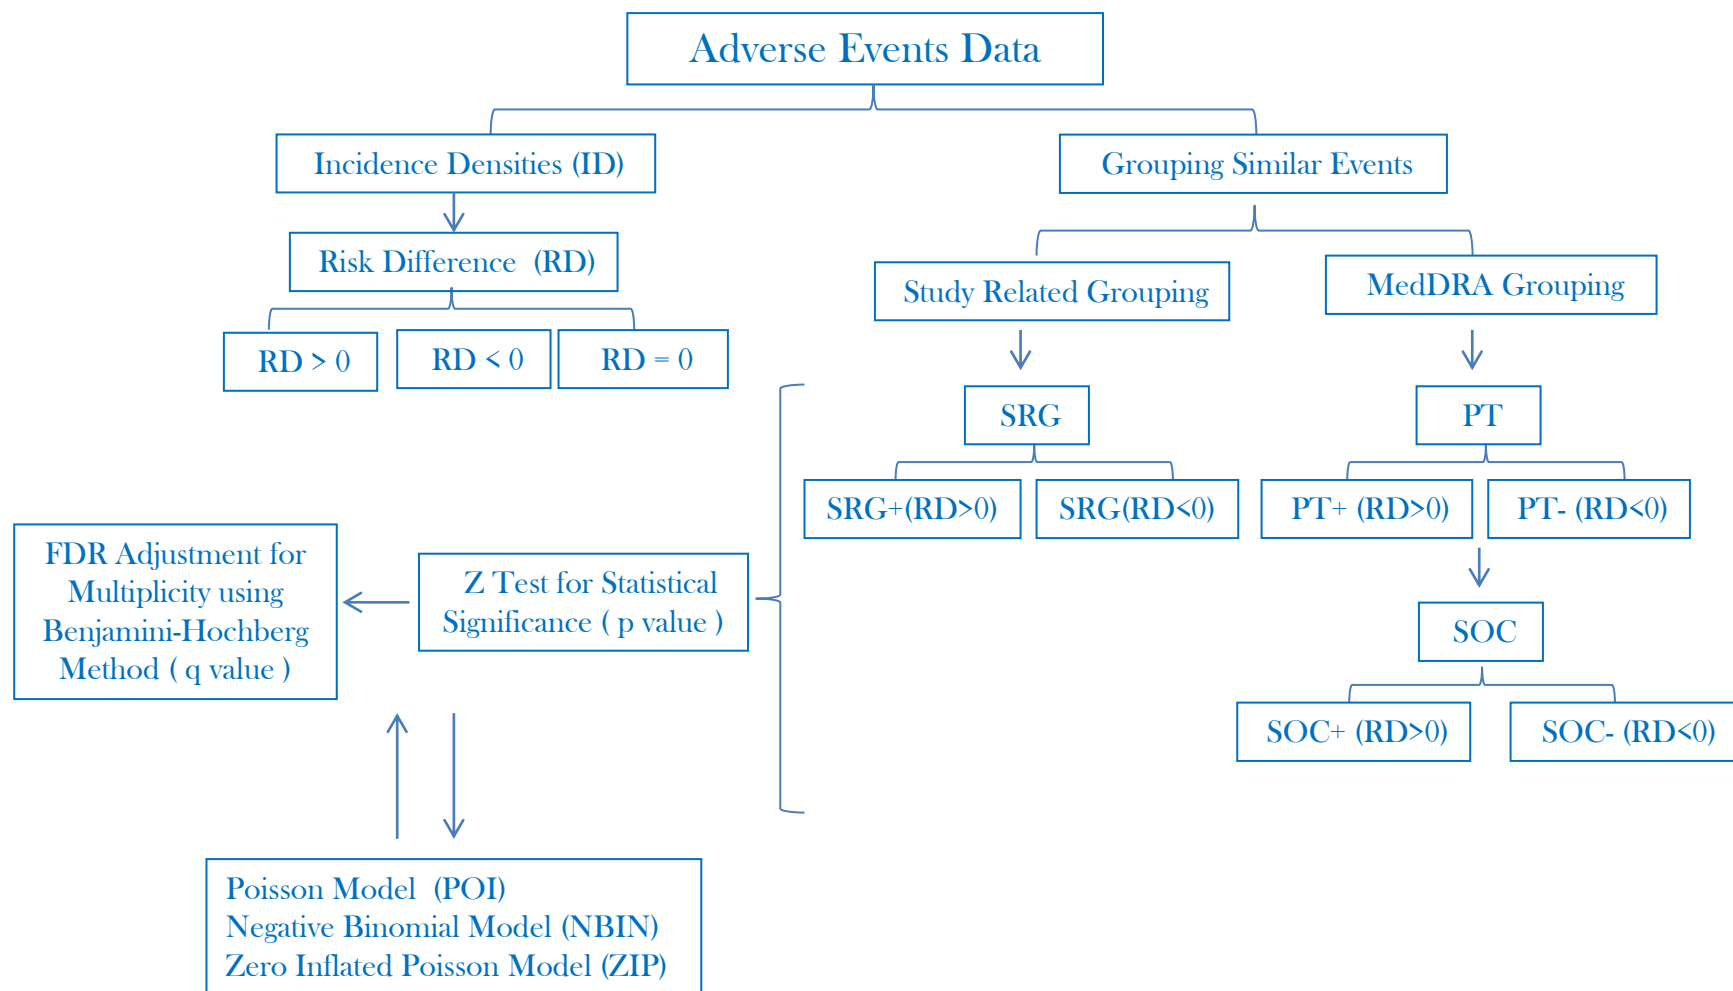 Adverse Events Data
Incidence Densities (ID)
Grouping Similar Events
Risk Difference (RD)
Study Related Grouping
MedDRA Grouping
RD > 0
RD < 0
RD = 0
SRG
PT
SRG+(RD>0)
SRG(RD<0)
PT+ (RD>0)
PT- (RD<0)
FDR Adjustment for
Multiplicity using
Benjamini-Hochberg
Method ( q value )
Z Test for Statistical
Significance ( p value )
SOC
SOC+ (RD>0)
SOC- (RD<0)
Poisson Model (POI)
Negative Binomial Model (NBIN)
Zero Inflated Poisson Model (ZIP)